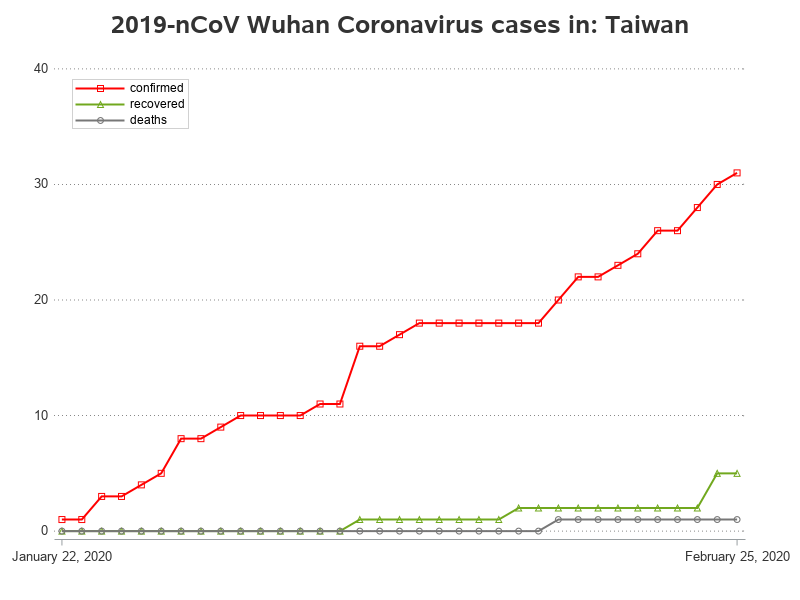 2019-nCoV Wuhan Coronavirus cases in: Taiwan
40
confirmed
recovered
deaths
30
20
10
0
January 22, 2020
February 25, 2020